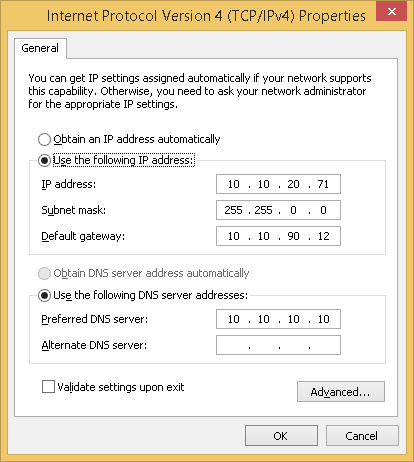 Internet Protocol Version 4 (TCP/IPv4) Properties
General
You can get IP settings assigned automatically if your network supports
this capability. Otherwise, you need to ask your network administrator
for the appropriate IP settings.
Obtain an IP address automatically
Use the following IP address:
IP address: 10 . 10 . 20 . 71
Subnet mask: 255 . 255 . 0 . 0
Default gateway: 10 . 10 . 90 . 12
Obtain DNS server address automatically
Use the following DNS server addresses:
Preferred DNS server: 10 . 10 . 10 . 10
Alternate DNS server: . . .
Validate settings upon exit
Advanced...
OK Cancel